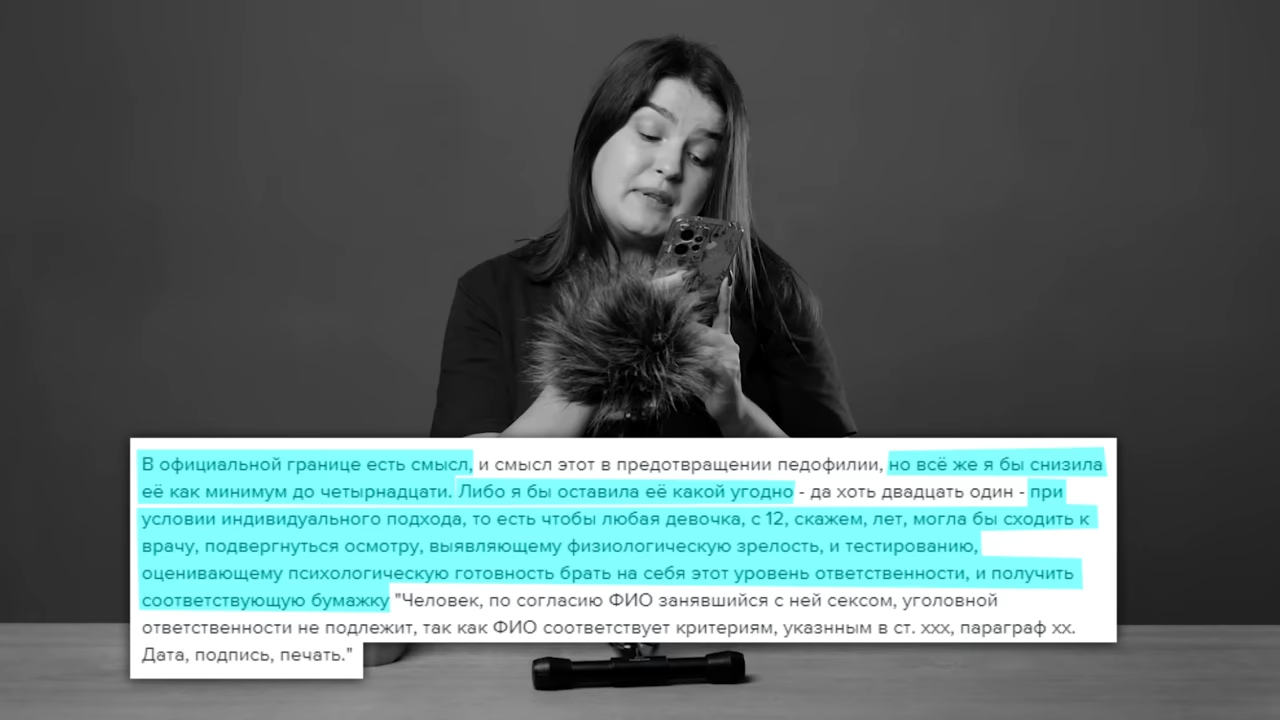 В официальной границе есть смысл, и смысл этот в предотвращении педофилии, но всё же я бы снизила
её как минимум до четырнадцати. Либо я бы оставила её какой угодно - да хоть двадцать один - при
условии индивидуального подхода, то есть чтобы любая девочка, с 12, скажем, лет, могла бы сходить к
врачу, подвергнуться осмотру, выявляющему физиологическую зрелость, и тестированию,
оценивающему психологическую готовность брать на себя этот уровень ответственности, и получить
соответствующую бумажку "Человек, по согласию ФИО занявшийся с ней сексом, уголовной
ответственности не подлежит, так как ФИО соответствует критериям, указнным в ст. xxx, параграф xx.
Дата, подпись, печать."